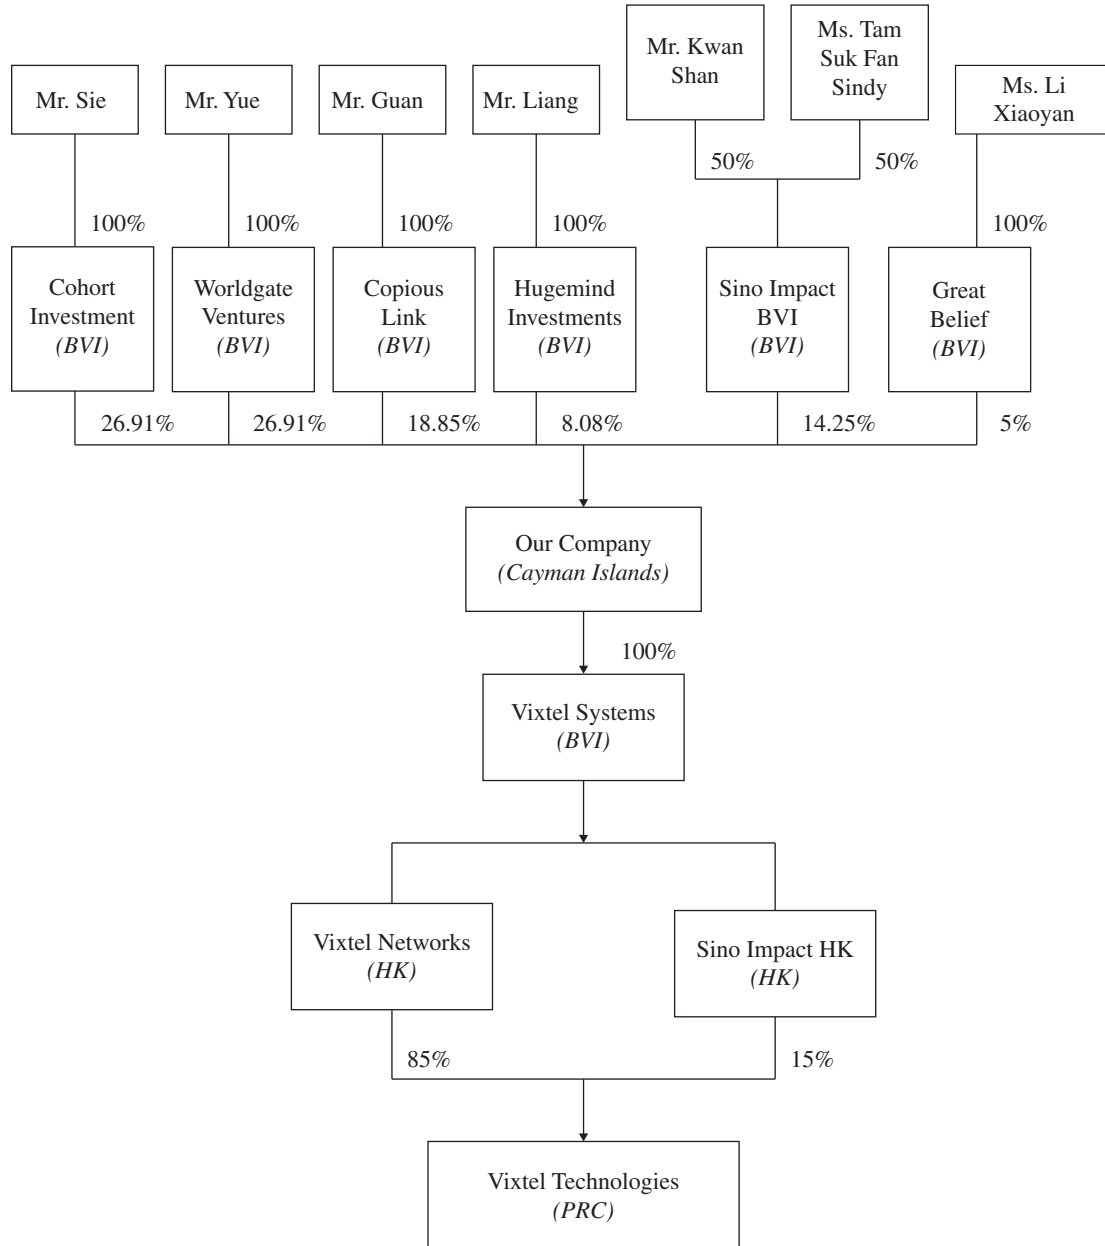 Mr. Kwan
Shan
Ms. Tam
Suk Fan
Sindy
Mr. Sie
Mr. Yue
Mr. Guan
Mr. Liang
Ms. Li
Xiaoyan
50%
50%
100%
100%
100%
100%
100%
Cohort
Investment
(BVI)
Worldgate
Ventures
(BVI)
Copious
Link
(BVI)
Hugemind
Investments
(BVI)
Sino Impact
BVI
(BVI)
Great
Belief
(BVI)
26.91%
26.91%
18.85%
8.08%
14.25%
5%
Our Company
(Cayman Islands)
100%
Vixtel Systems
(BVI)
Vixtel Networks
(HK)
Sino Impact HK
(HK)
85%
15%
Vixtel Technologies
(PRC)